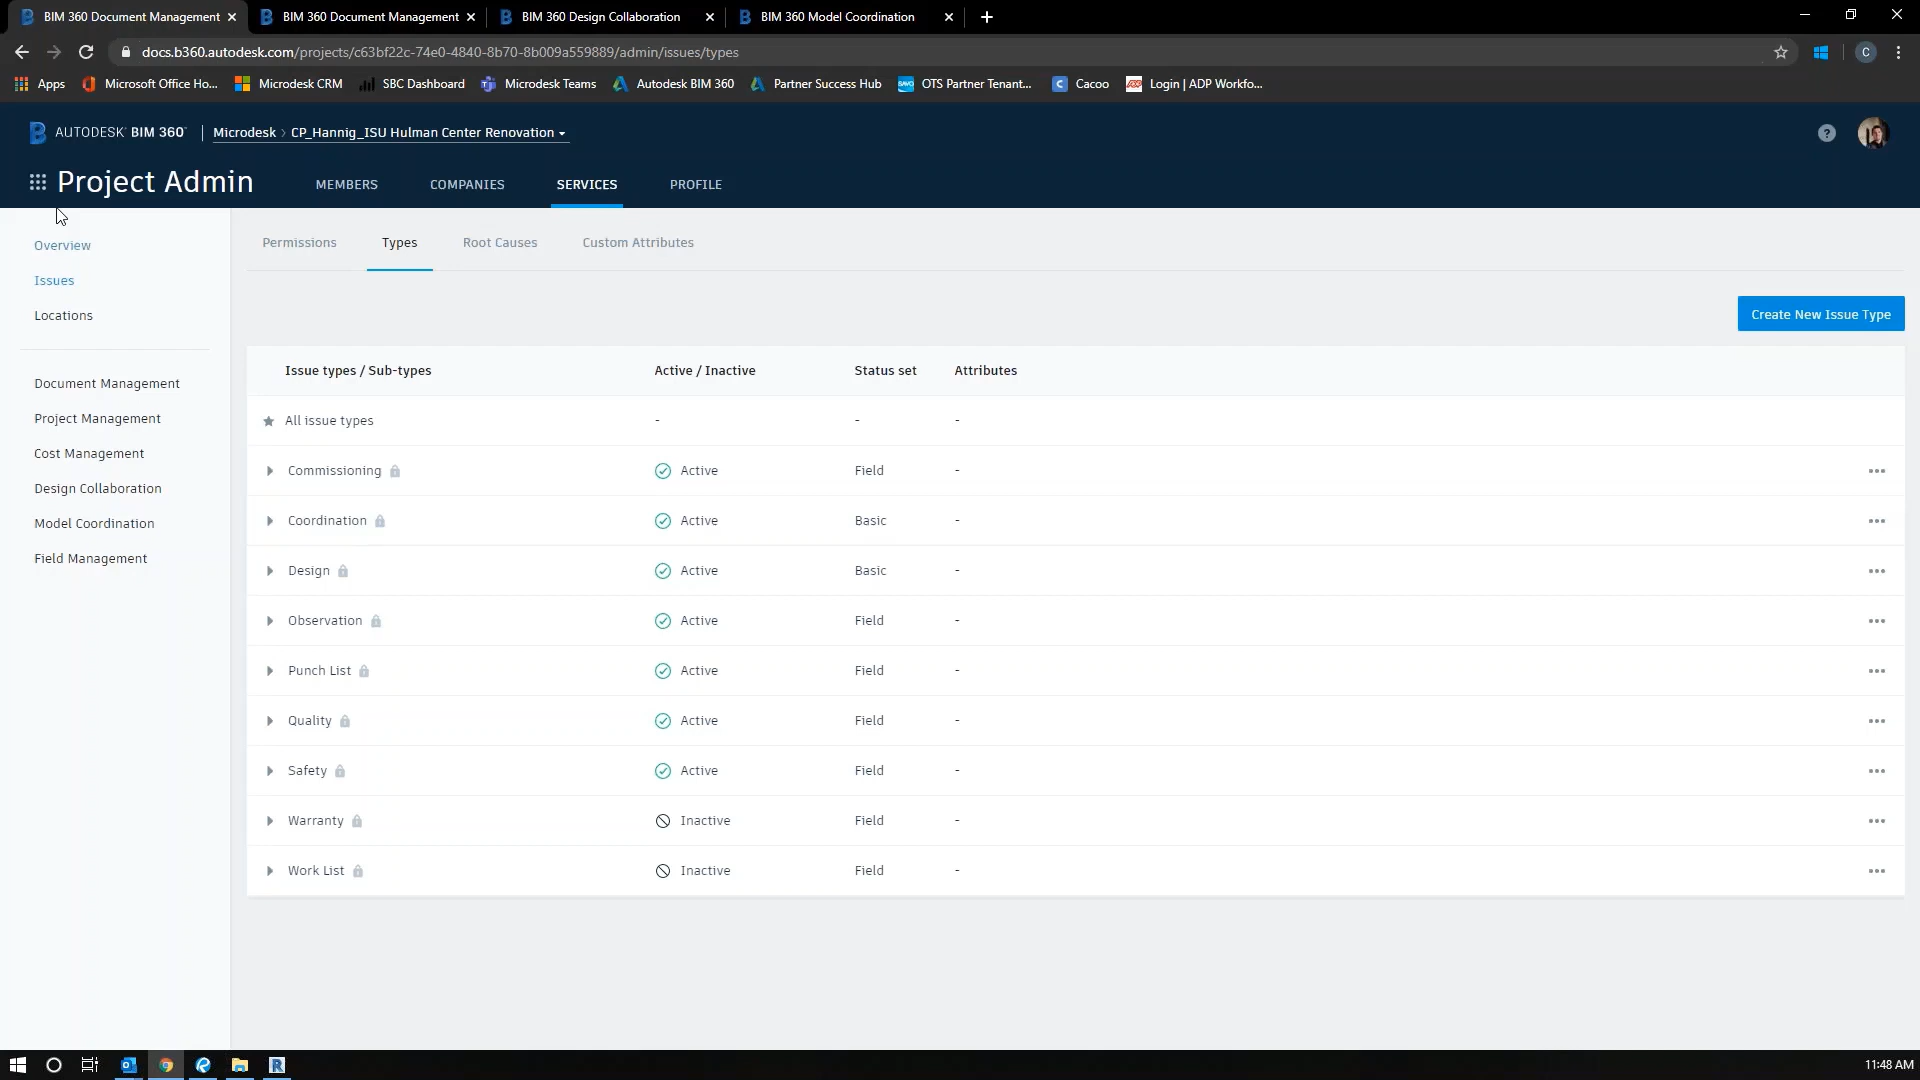 BIM 360 Document Management
BIM 360 Document Management
BIM 360 Design Collaboration
BIM 360 Model Coordination
docs.b360.autodesk.com/projects/c63bf22c-74e0-4840-8b70-8b009a559889/admin/issues/types
C
Apps
Microsoft Office Ho...
Microdesk CRM
SBC Dashboard
Microdesk Teams
Autodesk BIM 360
Partner Success Hub
OTS Partner Tenant...
Cacoo
Login | ADP Workfo...
AUTODESK® BIM 360™
Microdesk > CP_Hannig_ISU Hulman Center Renovation
?
Project Admin
MEMBERS
COMPANIES
SERVICES
PROFILE
Overview
Issues
Locations
Document Management
Project Management
Cost Management
Design Collaboration
Model Coordination
Field Management
Permissions
Types
Root Causes
Custom Attributes
Create New Issue Type
Issue types / Sub-types Active / Inactive Status set Attributes
All issue types - - -
Commissioning Active Field -
Coordination Active Basic -
Design Active Basic -
Observation Active Field -
Punch List Active Field -
Quality Active Field -
Safety Active Field -
Warranty Inactive Field -
Work List Inactive Field -
11:48 AM